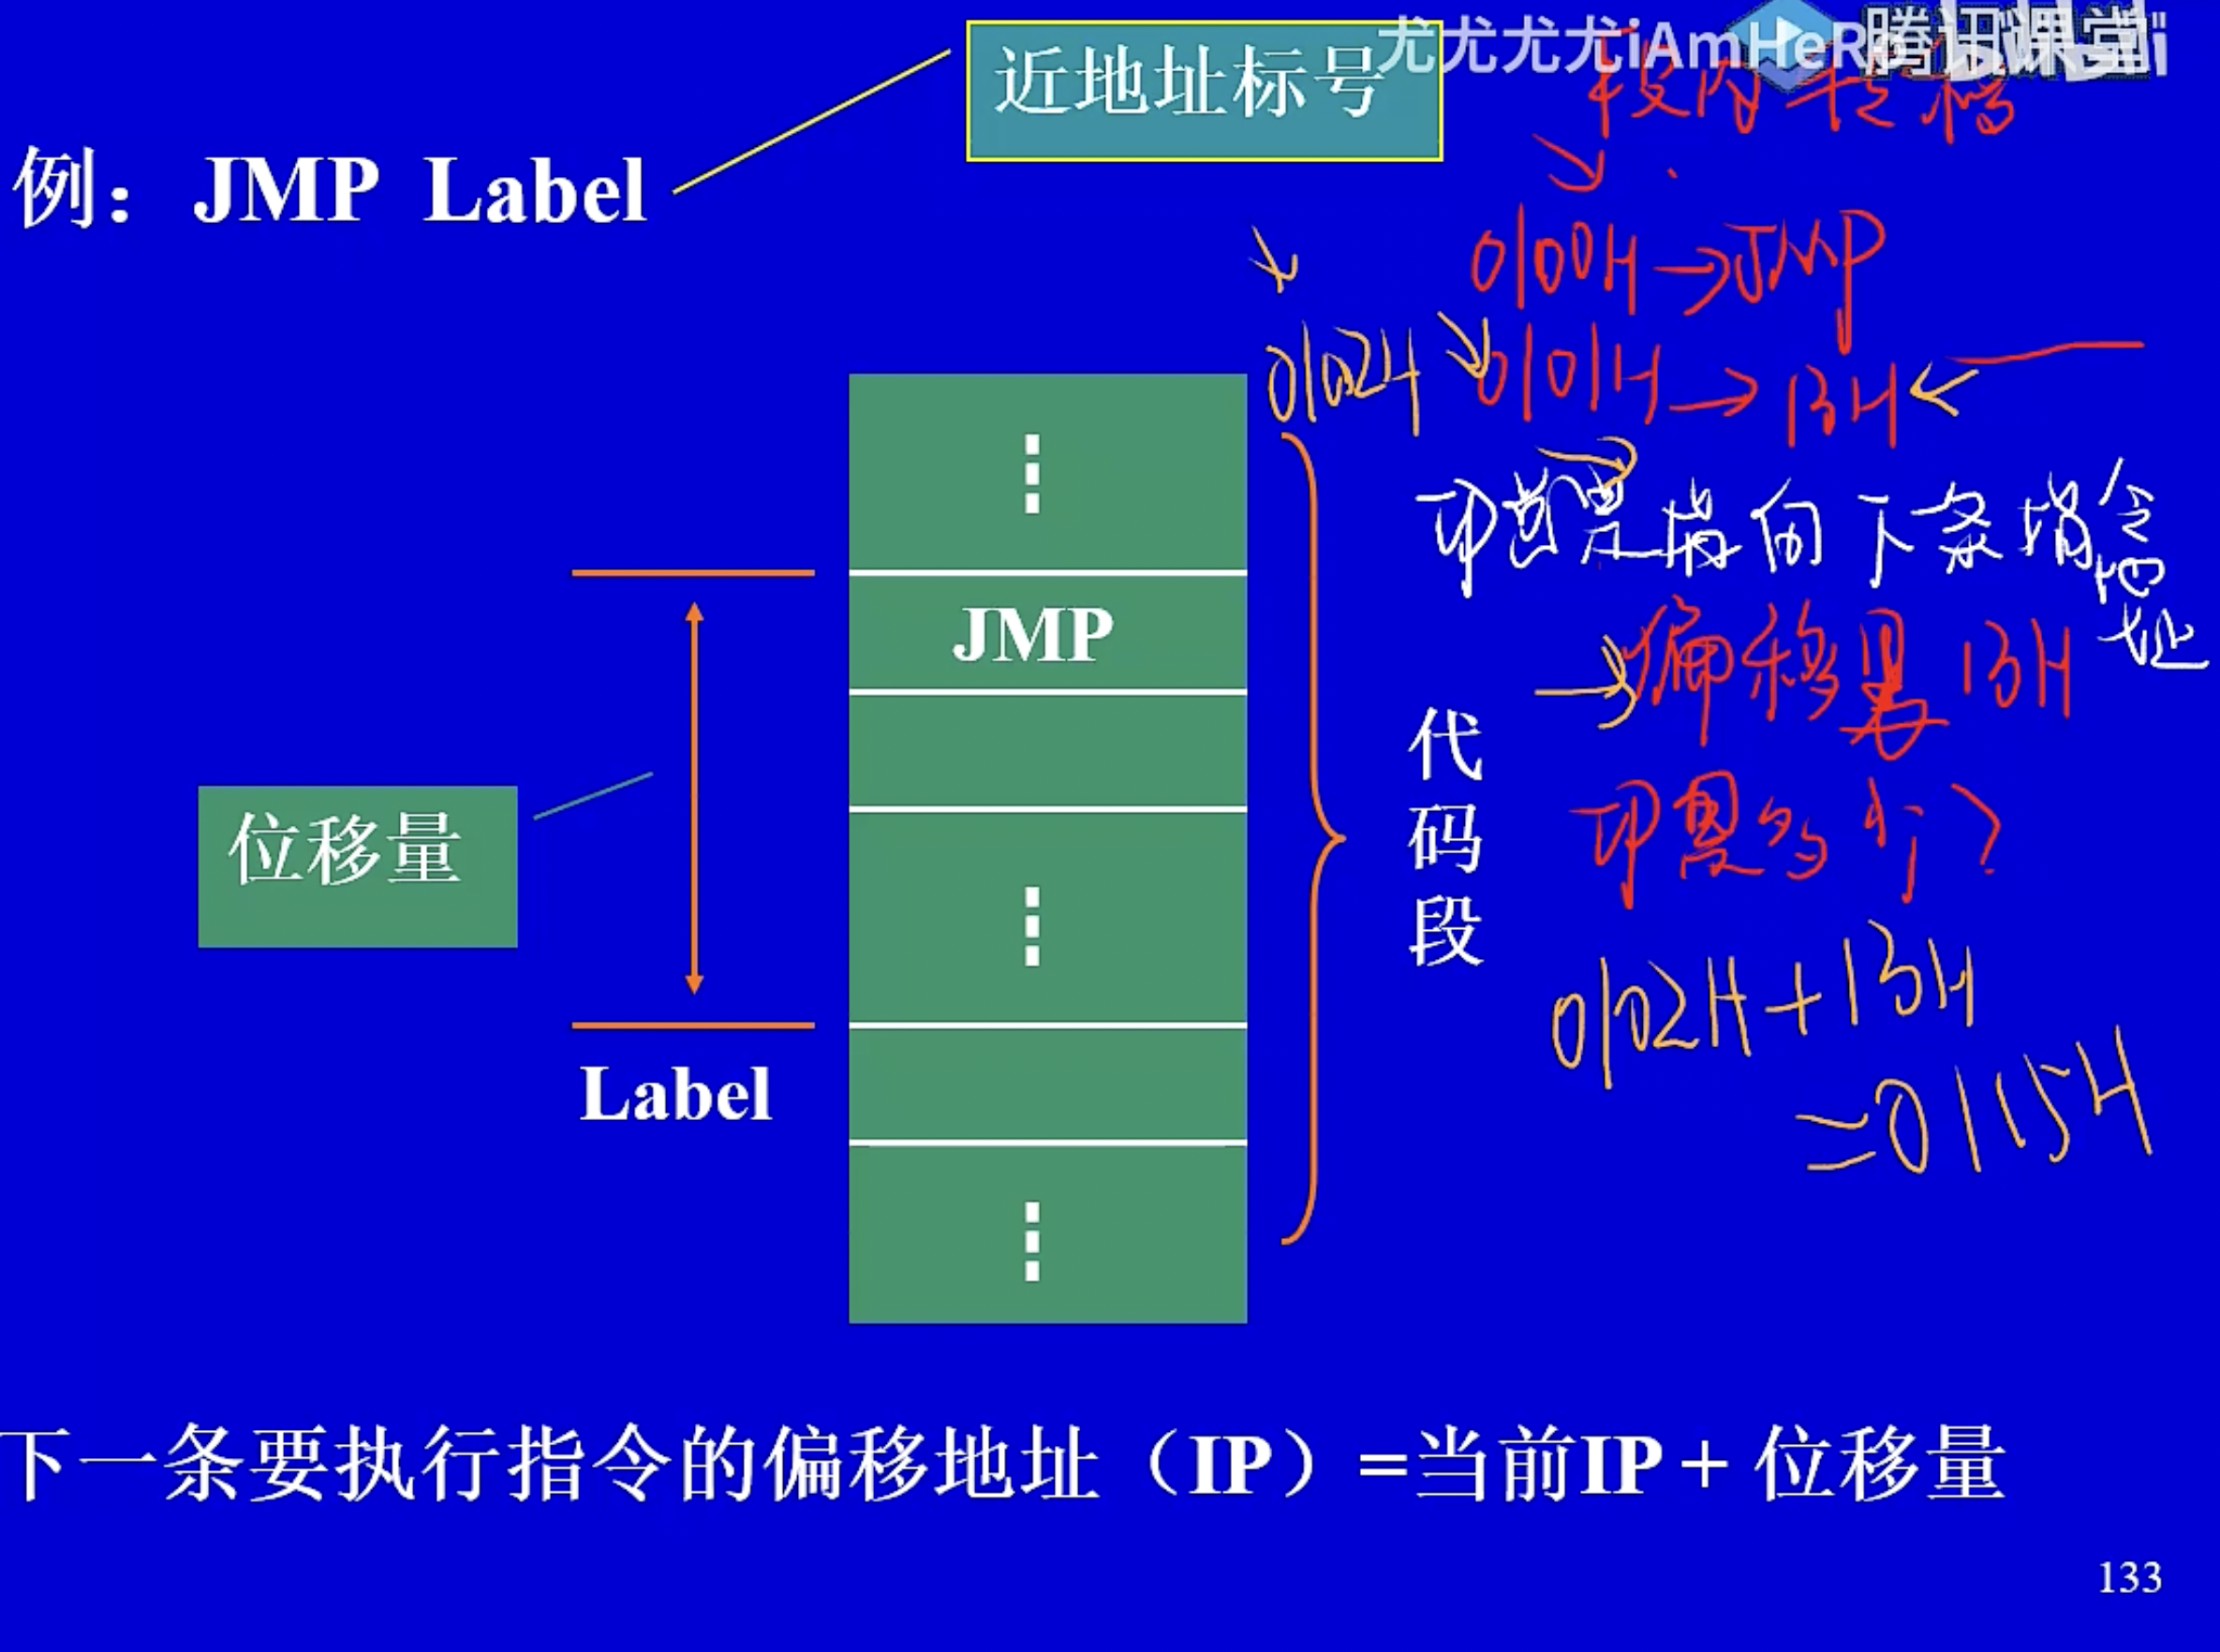 近地址标号
尤尤尤尤iAmHeR
腾讯课堂
段内转移
例：JMP Label
0100H→JMP
0102H
0101H→13H
IP总是指向下条指令地址
JMP
→偏移量13H
代码段
IP是多少?
位移量
0102H+13H
=0115H
Label
下一条要执行指令的偏移地址（IP）=当前IP + 位移量
133